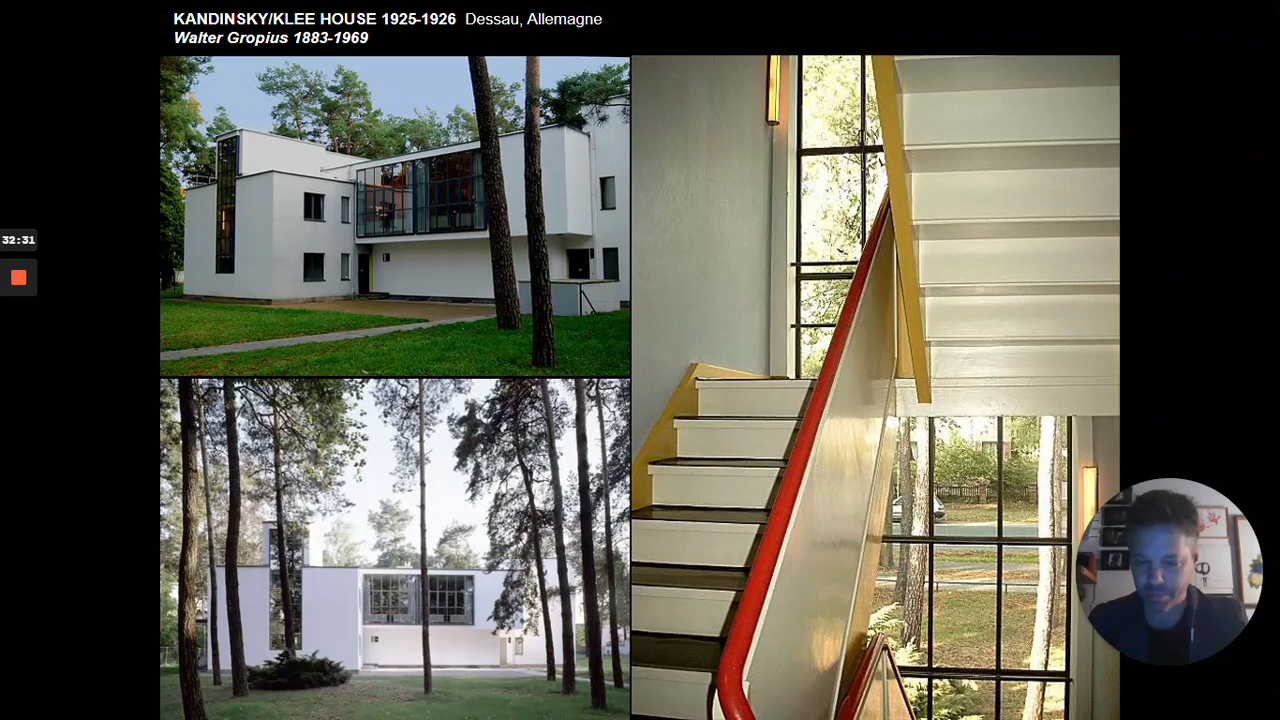 KANDINSKY/KLEE HOUSE 1925-1926 Dessau, Allemagne
Walter Gropius 1883-1969
32:31